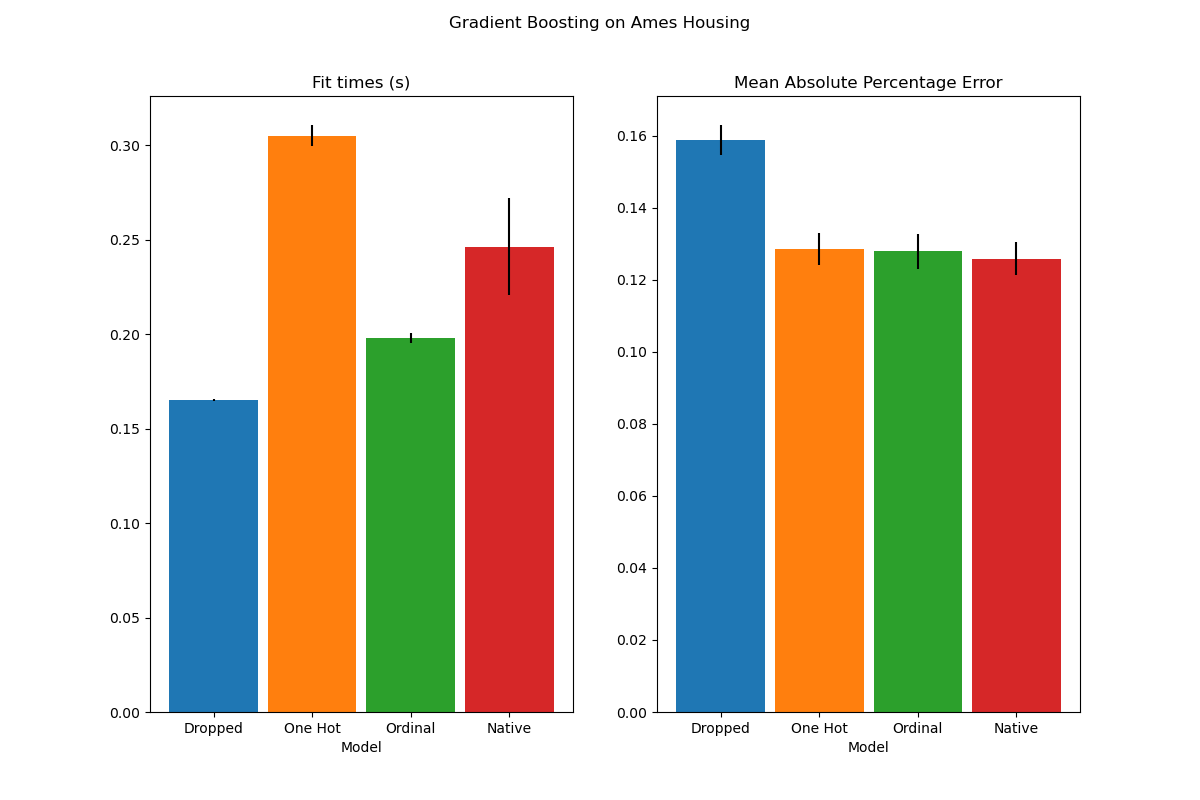 Gradient Boosting on Ames Housing
Fit times (s)
0.30
0.25
0.20
0.15
0.10
0.05
0.00
Dropped One Hot Ordinal Native
Model
Mean Absolute Percentage Error
0.16
0.14
0.12
0.10
0.08
0.06
0.04
0.02
0.00
Dropped One Hot Ordinal Native
Model